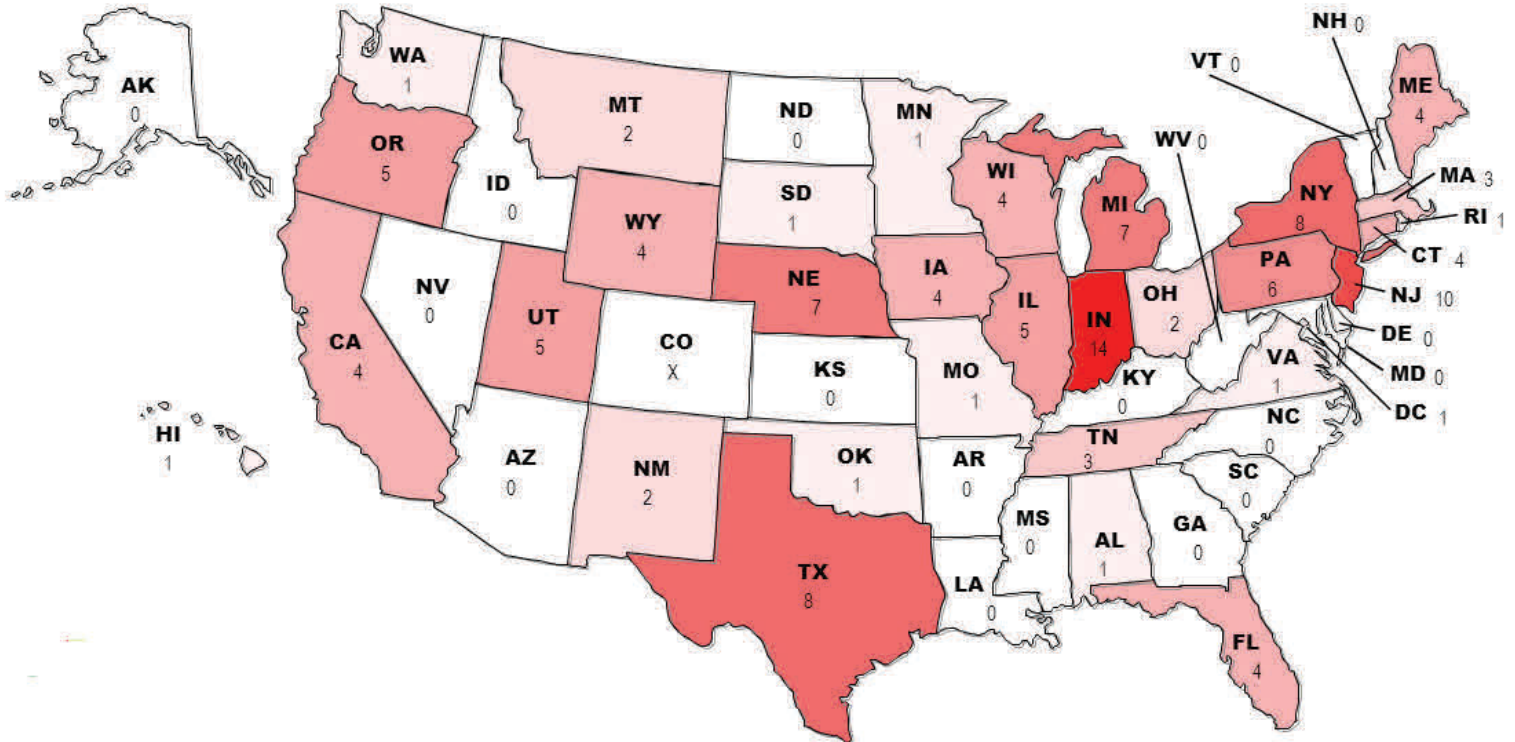 NH 0
VT 0
WA
1
ME
4
AK
0
MT
2
ND
0
MN
1
OR
5
WV 0
WI
4
MA 3
ID
0
SD
1
NY
8
MI
7
RI 1
WY
4
CT 4
PA
6
IA
4
NE
7
NV
0
IL
5
OH
2
NJ 10
UT
5
IN
14
DE 0
CA
4
CO
X
VA
1
KS
0
MO
1
MD 0
KY
0
DC 1
NC
0
HI
1
TN
3
AZ
0
NM
2
OK
1
AR
0
SC
0
MS
0
GA
0
AL
1
TX
8
LA
0
FL
4